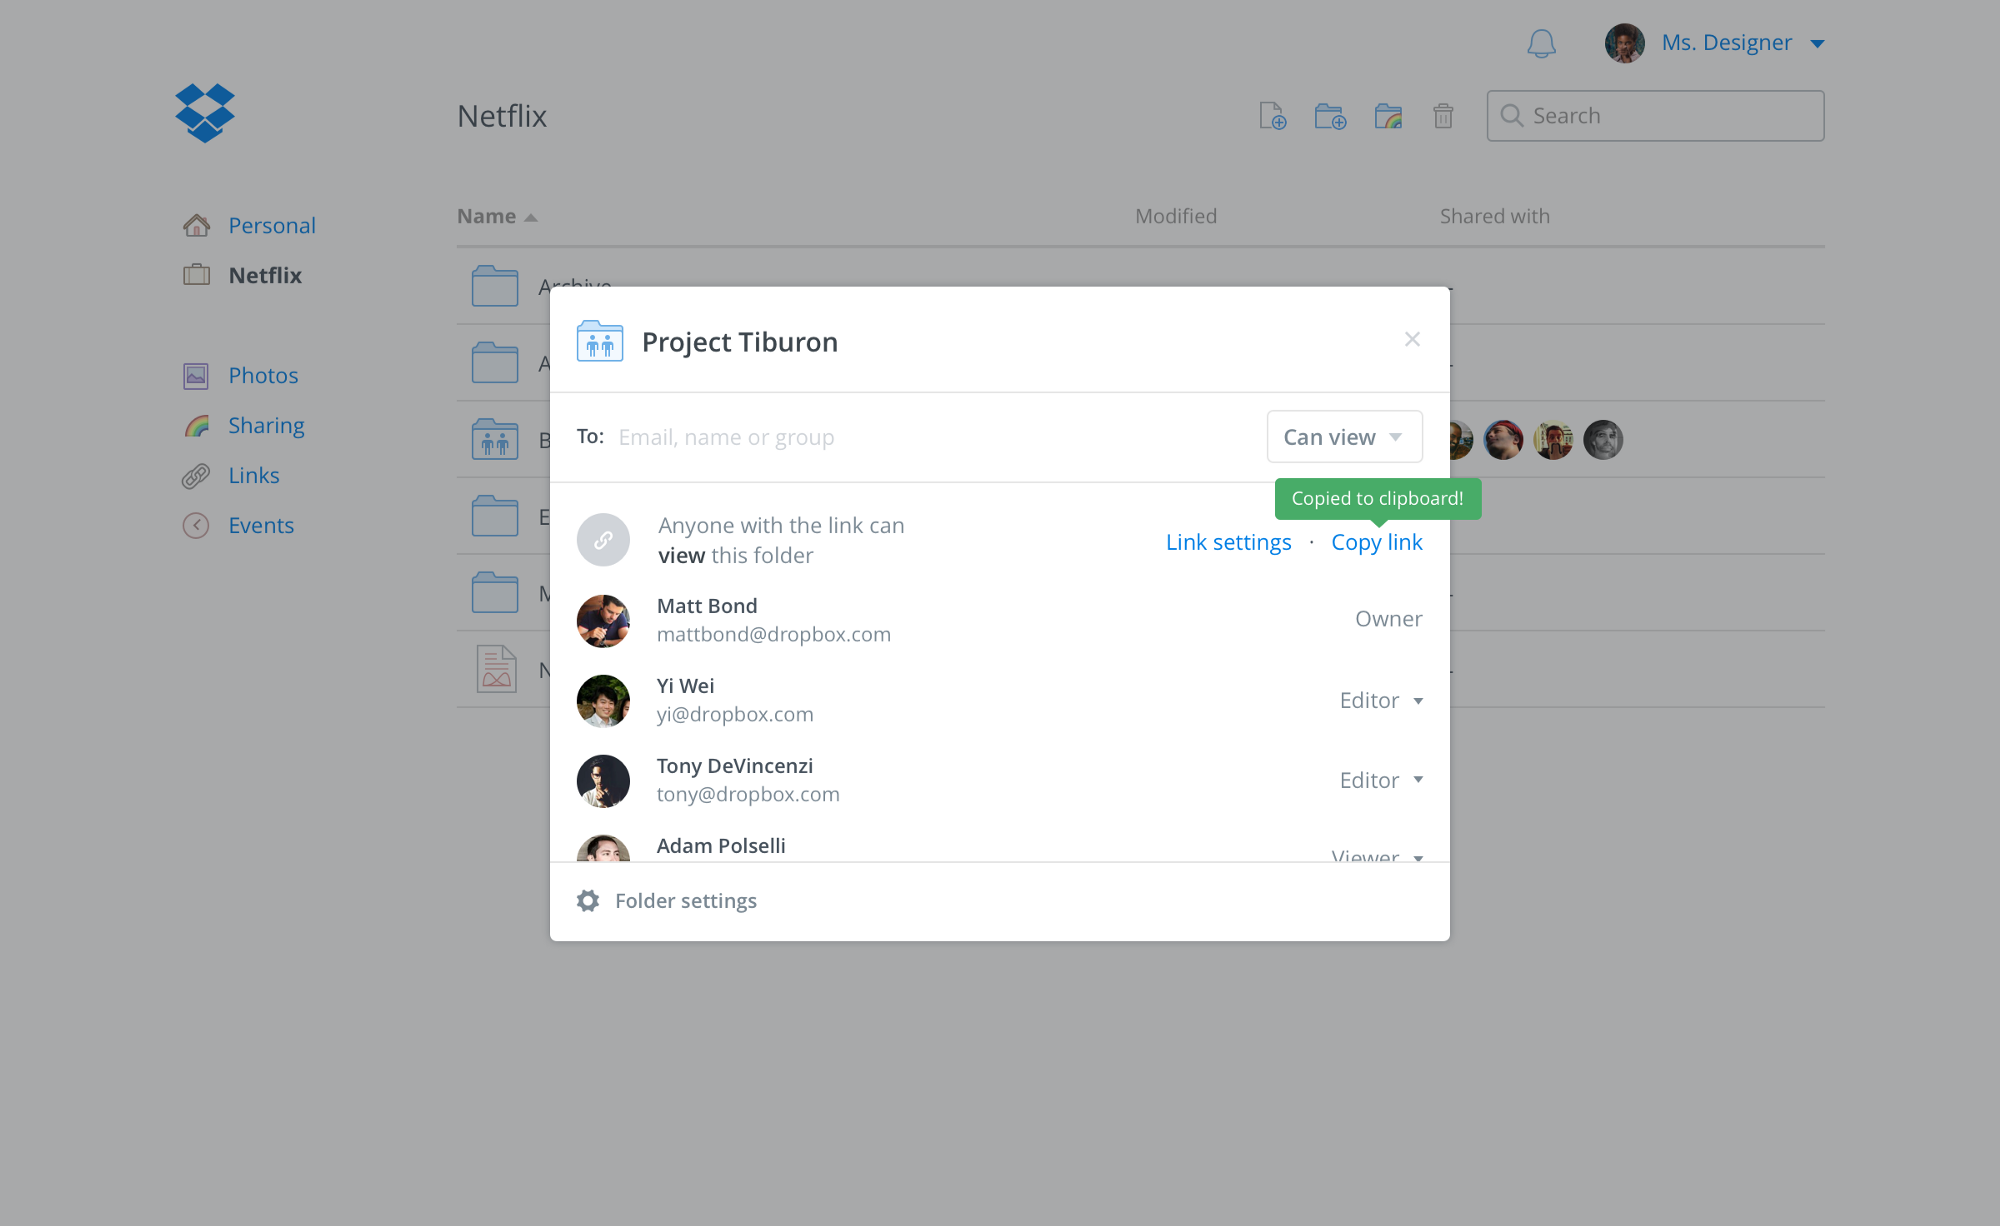 Ms. Designer
Netflix
Search
Personal
Netflix
Photos
Sharing
Links
Events
Name
Modified
Shared with
Archive
Project Tiburon
To: Email, name or group
Can view
Copied to clipboard!
Anyone with the link can
view this folder
Link settings · Copy link
Matt Bond
mattbond@dropbox.com
Owner
Yi Wei
yi@dropbox.com
Editor
Tony DeVincenzi
tony@dropbox.com
Editor
Adam Polselli
Viewer
Folder settings